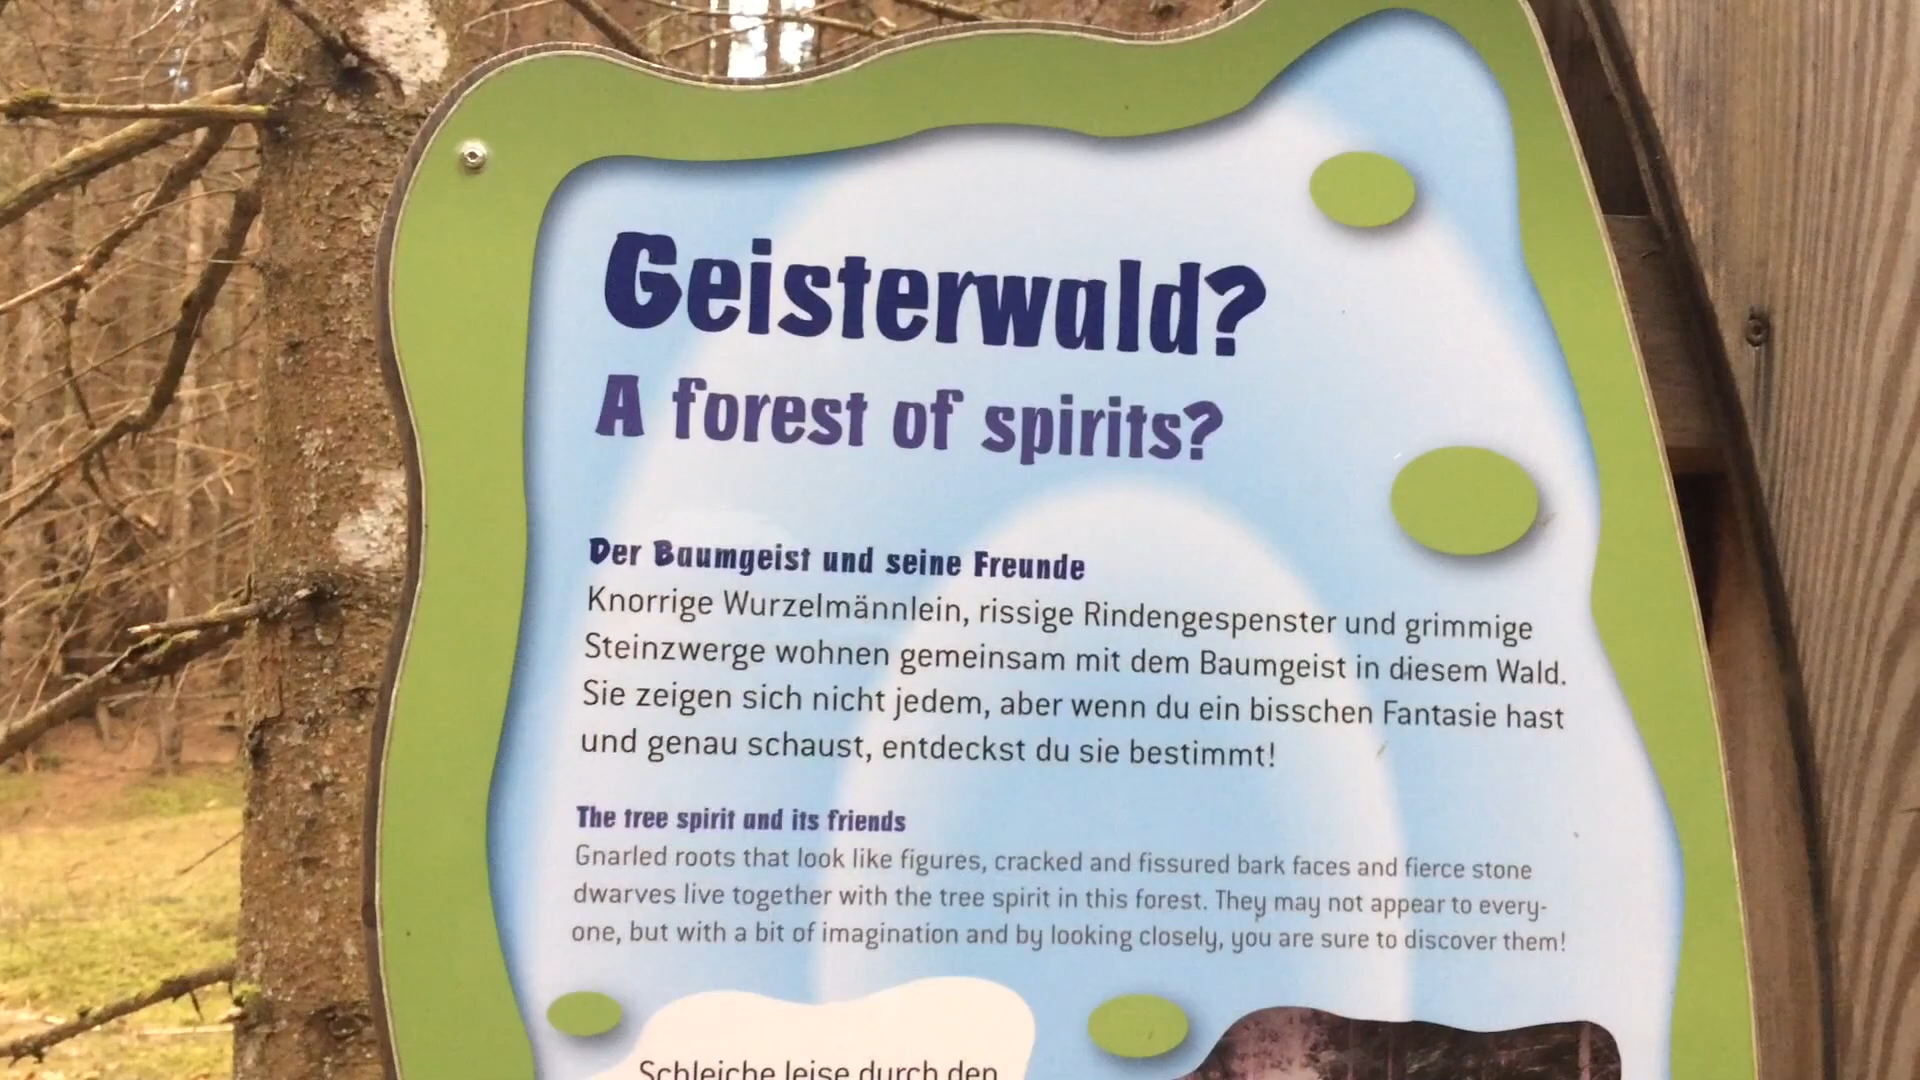 Geisterwald?
A forest of spirits?
Der Baumgeist und seine Freunde
Knorrige Wurzelmännlein, rissige Rindengespenster und grimmige
Steinzwerge wohnen gemeinsam mit dem Baumgeist in diesem Wald.
Sie zeigen sich nicht jedem, aber wenn du ein bisschen Fantasie hast
und genau schaust, entdeckst du sie bestimmt!
The tree spirit and its friends
Gnarled roots that look like figures, cracked and fissured bark faces and fierce stone
dwarves live together with the tree spirit in this forest. They may not appear to every-
one, but with a bit of imagination and by looking closely, you are sure to discover them!
Schleiche leise durch den